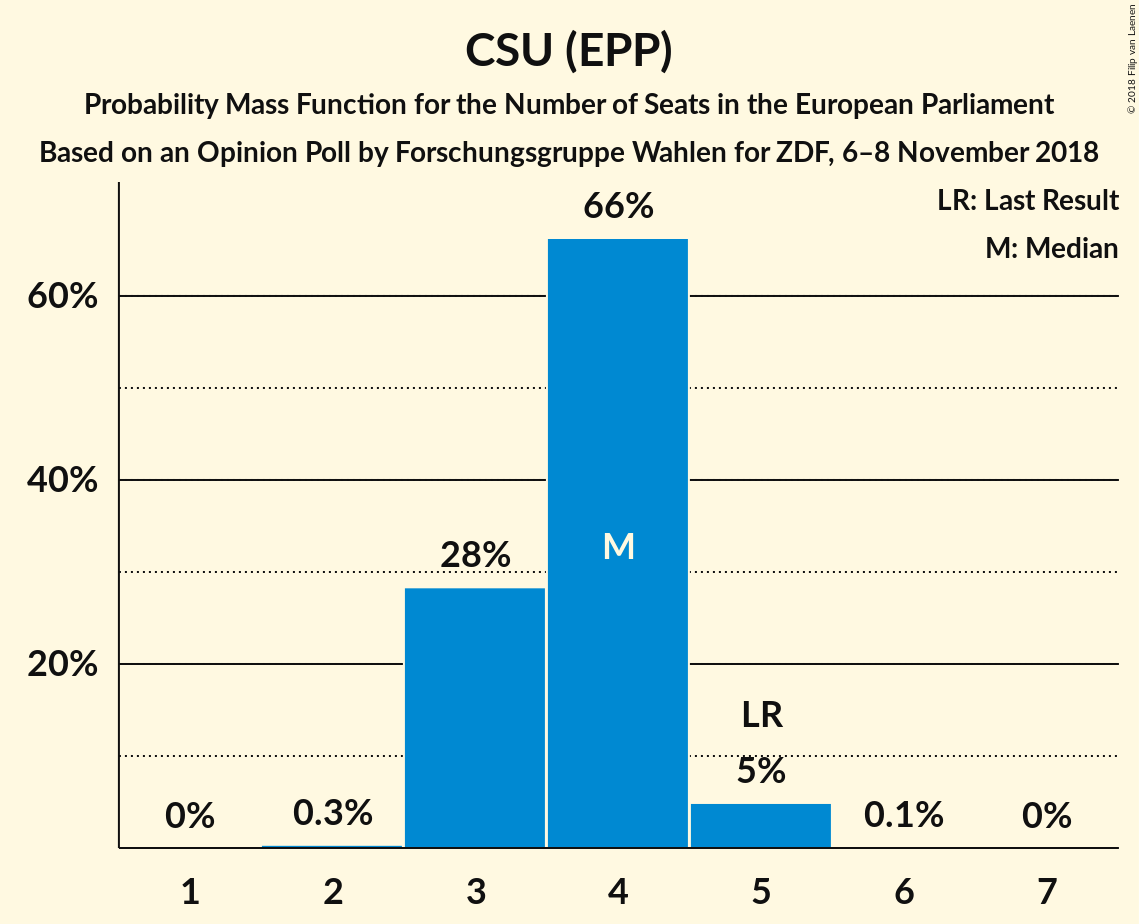 CSU (EPP)
Probability Mass Function for the Number of Seats in the European Parliament
Based on an Opinion Poll by Forschungsgruppe Wahlen for ZDF, 6–8 November 2018
© 2018 Filip van Laenen
LR: Last Result
M: Median
60%
40%
20%
0%
0.3%
28%
66%
M
LR
5%
0.1%
0%
1 2 3 4 5 6 7